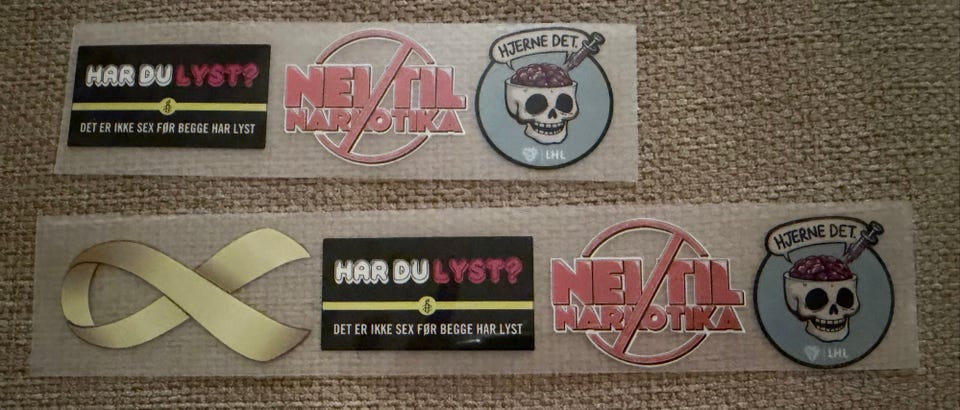 HAR DU LYST?
DET ER IKKE SEX FØR BEGGE HAR LYST
NEI TIL
NARKOTIKA
HJERNE DET.
LHL
HAR DU LYST?
DET ER IKKE SEX FØR BEGGE HAR LYST
NEI TIL
NARKOTIKA
HJERNE DET.
LHL